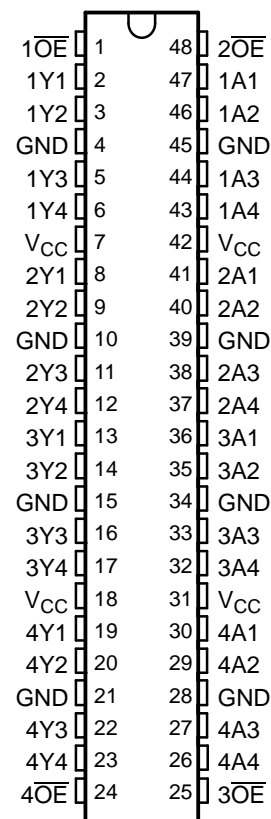 1O̅E̅ 1 48 2O̅E̅
1Y1 2 47 1A1
1Y2 3 46 1A2
GND 4 45 GND
1Y3 5 44 1A3
1Y4 6 43 1A4
VCC 7 42 VCC
2Y1 8 41 2A1
2Y2 9 40 2A2
GND 10 39 GND
2Y3 11 38 2A3
2Y4 12 37 2A4
3Y1 13 36 3A1
3Y2 14 35 3A2
GND 15 34 GND
3Y3 16 33 3A3
3Y4 17 32 3A4
VCC 18 31 VCC
4Y1 19 30 4A1
4Y2 20 29 4A2
GND 21 28 GND
4Y3 22 27 4A3
4Y4 23 26 4A4
4O̅E̅ 24 25 3O̅E̅